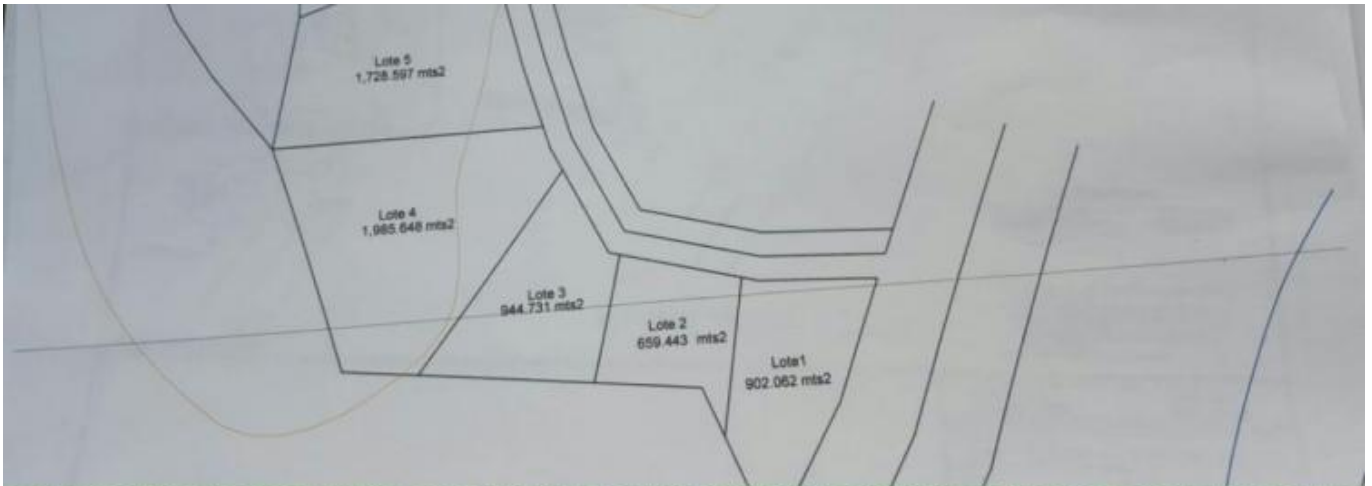 Lote 5
1,728.597 mts2
Lote 4
1,985.648 mts2
Lote 3
944.731 mts2
Lote 2
659.443 mts2
Lote1
902.062 mts2